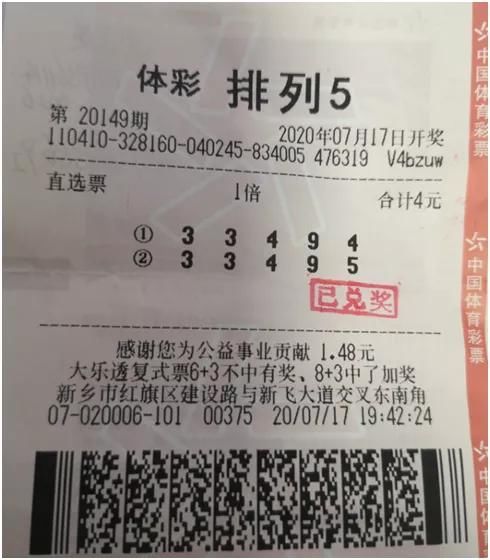 体彩 排列5
第 20149期
2020年07月17日开奖
110410-328160-040245-834005 476319 V4bzuw
直选票 1倍 合计4元
① 3 3 4 9 4
② 3 3 4 9 5
已兑奖
感谢您为公益事业贡献 1.48元
大乐透复式票6+3不中有奖、8+3中了加奖
新乡市红旗区建设路与新飞大道交叉东南角
07-020006-101 00375 20/07/17 19:42:24
中国体育彩票
中国体育彩票
中国体